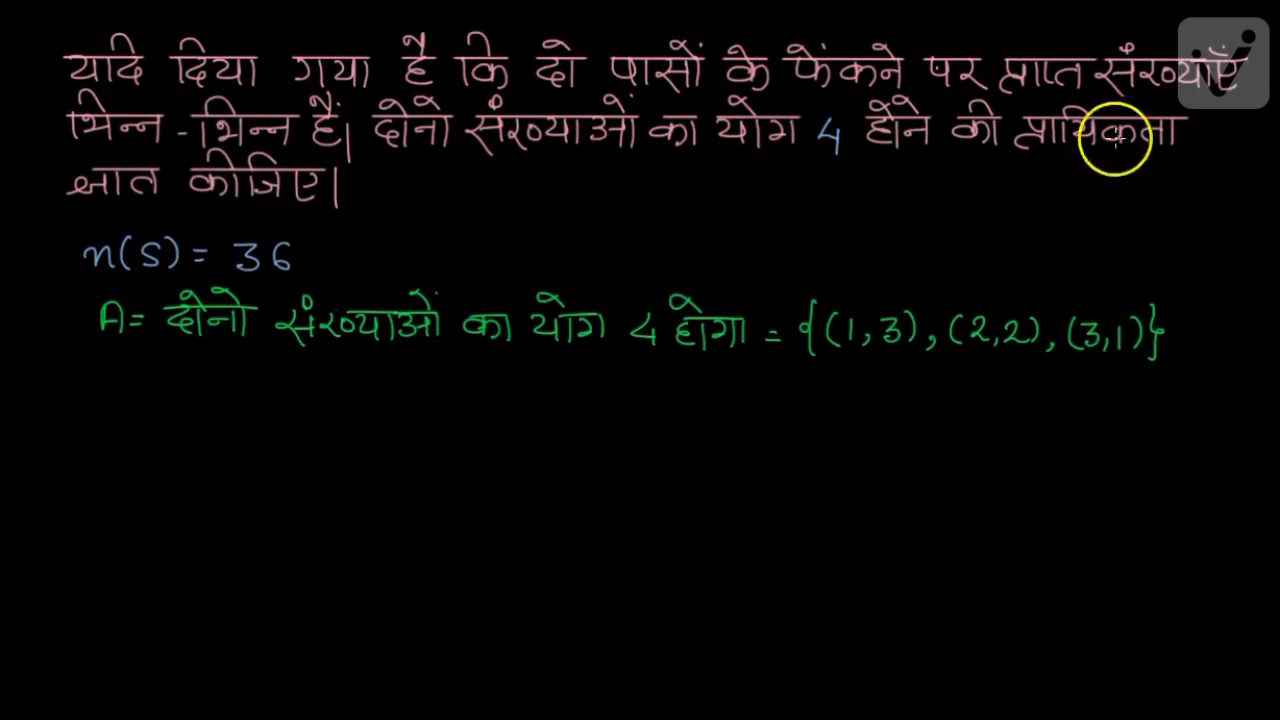 यदि दिया गया है कि दो पासों के फेंकने पर प्राप्त संख्याएँ
भिन्न-भिन्न हैं। दोनो संख्याओं का योग 4 होने की प्रायिकता
ज्ञात कीजिए।
n(S) = 36
A = दोनो संख्याओं का योग 4 होगा = {(1,3), (2,2), (3,1)}